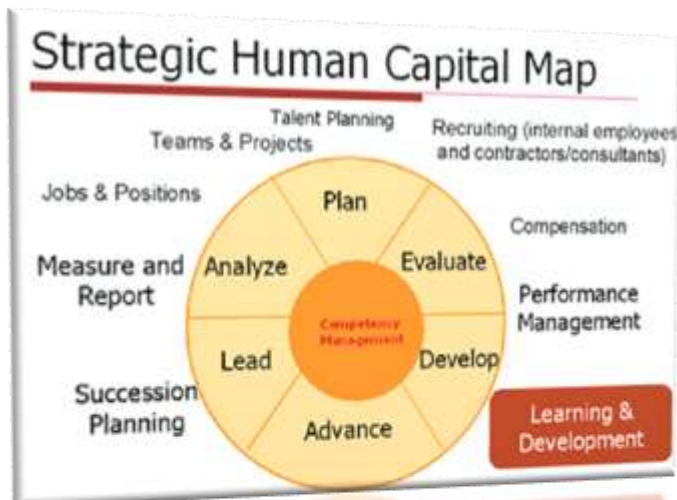 Strategic Human Capital Map
Talent Planning
Teams & Projects
Recruiting (internal employees
and contractors/consultants)
Jobs & Positions
Plan
Compensation
Measure and
Report
Analyze
Evaluate
Performance
Management
Competency
Management
Lead
Develop
Succession
Planning
Advance
Learning &
Development